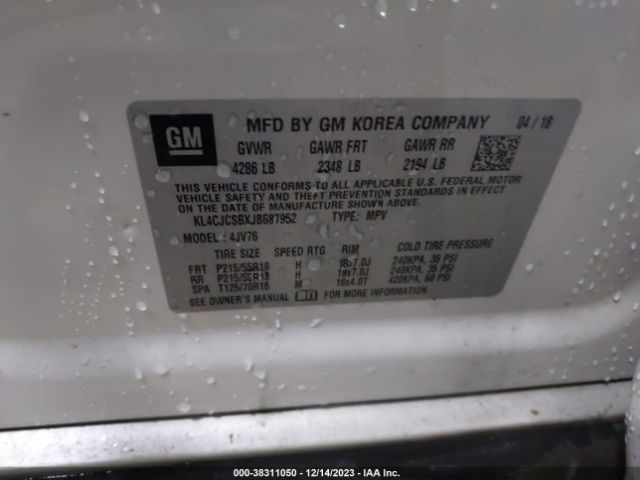 GM
MFD BY GM KOREA COMPANY 04/18
GVWR GAWR FRT GAWR RR
4286 LB 2348 LB 2194 LB
THIS VEHICLE CONFORMS TO ALL APPLICABLE U.S. FEDERAL MOTOR
VEHICLE SAFETY AND THEFT PREVENTION STANDARDS IN EFFECT
ON THE DATE OF MANUFACTURE SHOWN ABOVE.
KL4CJCSBXJB687952 TYPE: MPV
MODEL: 4JV76
TIRE SIZE SPEED RTG RIM COLD TIRE PRESSURE
FRT P215/55R18 H 18x7.0J 240KPA, 35 PSI
RR P215/55R18 H 18x7.0J 240KPA, 35 PSI
SPA T125/70R16 M 16x4.0T 420KPA, 60 PSI
SEE OWNER'S MANUAL FOR MORE INFORMATION.
000-38311050 - 12/14/2023 - IAA Inc.